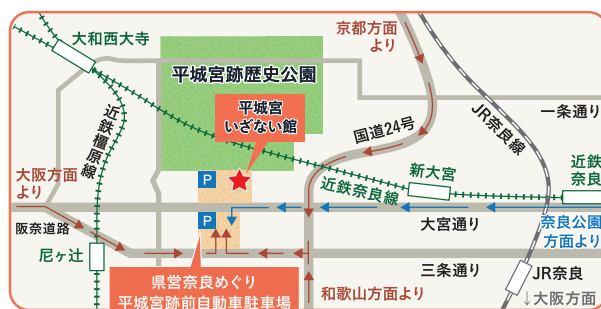 大和西大寺
京都方面
より
平城宮跡歴史公園
平城宮
いざない館
一条通り
国道24号
JR奈良線
近鉄橿原線
新大宮
近鉄
奈良
大阪方面
より
P
近鉄奈良線
P
大宮通り
奈良公園
方面より
阪奈道路
尼ヶ辻
三条通り
県営奈良めぐり
平城宮跡前自動車駐車場
和歌山方面より
JR奈良
↓大阪方面